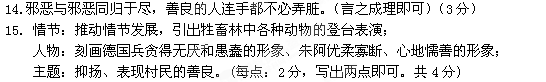 14.邪恶与邪恶同归于尽，善良的人连手都不必弄脏。(言之成理即可)(3 分)
15. 情节：推动情节发展，引出牲畜林中各种动物的登台表演；
人物：刻画德国兵贪得无厌和愚蠢的形象、朱阿优柔寡断、心地懦善的形象；
主题：抑扬、表现村民的善良。(每点：2 分，写出两点即可。共 4 分)